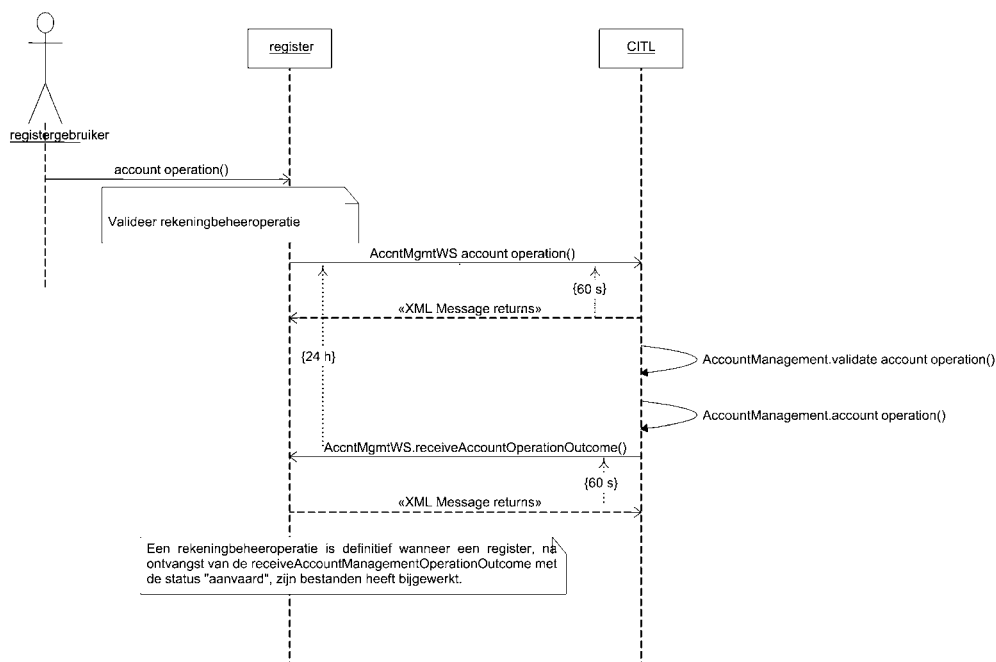 register
CITL
registergebruiker
account operation()
Valideer rekeningbeheeroperatie
AccntMgmtWS account operation()
{60 s}
«XML Message returns»
{24 h}
AccountManagement.validate account operation()
AccountManagement.account operation()
AccntMgmtWS.receiveAccountOperationOutcome()
{60 s}
«XML Message returns»
Een rekeningbeheeroperatie is definitief wanneer een register, na
ontvangst van de receiveAccountManagementOperationOutcome met
de status "aanvaard", zijn bestanden heeft bijgewerkt.